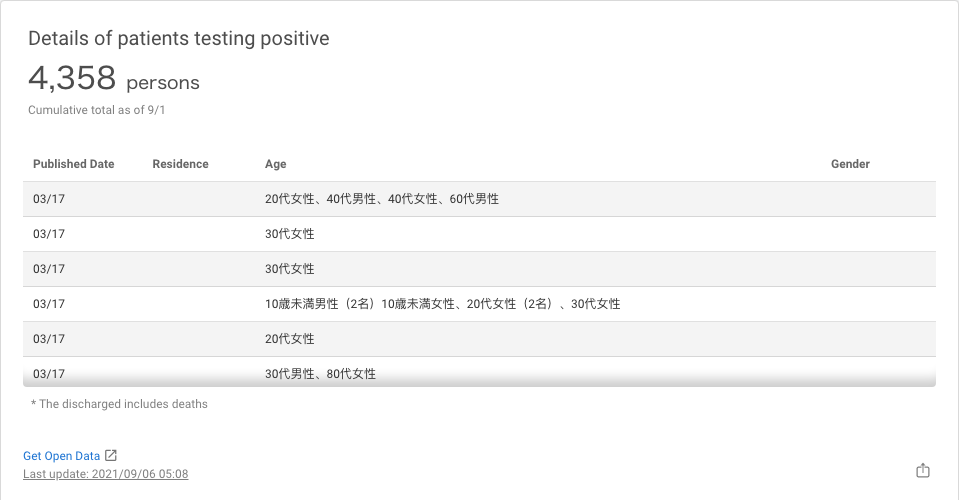 Details of patients testing positive
4,358 persons
Cumulative total as of 9/1
Published Date Residence Age Gender
03/17 20代女性、40代男性、40代女性、60代男性
03/17 30代女性
03/17 30代女性
03/17 10歳未満男性（2名）10歳未満女性、20代女性（2名）、30代女性
03/17 20代女性
03/17 30代男性、80代女性
* The discharged includes deaths
Get Open Data
Last update: 2021/09/06 05:08